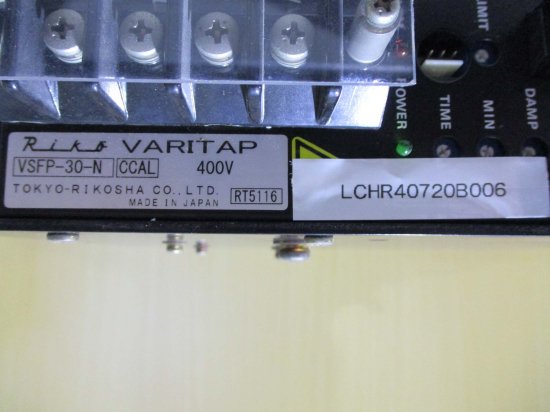 LIMIT
POWER
TIME
MIN
DAMP
Riko VARITAP
VSFP-30-N CCAL 400V
TOKYO-RIKOSHA CO., LTD. RT5116
MADE IN JAPAN
LCHR40720B006